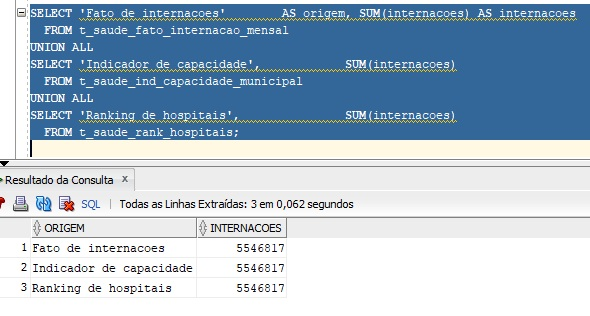 SELECT 'Fato de internacoes' AS origem, SUM(internacoes) AS internacoes
FROM t_saude_fato_internacao_mensal
UNION ALL
SELECT 'Indicador de capacidade', SUM(internacoes)
FROM t_saude_ind_capacidade_municipal
UNION ALL
SELECT 'Ranking de hospitais', SUM(internacoes)
FROM t_saude_rank_hospitais;
Resultado da Consulta x
SQL | Todas as Linhas Extraídas: 3 em 0,062 segundos
ORIGEM INTERNACOES
1 Fato de internacoes 5546817
2 Indicador de capacidade 5546817
3 Ranking de hospitais 5546817